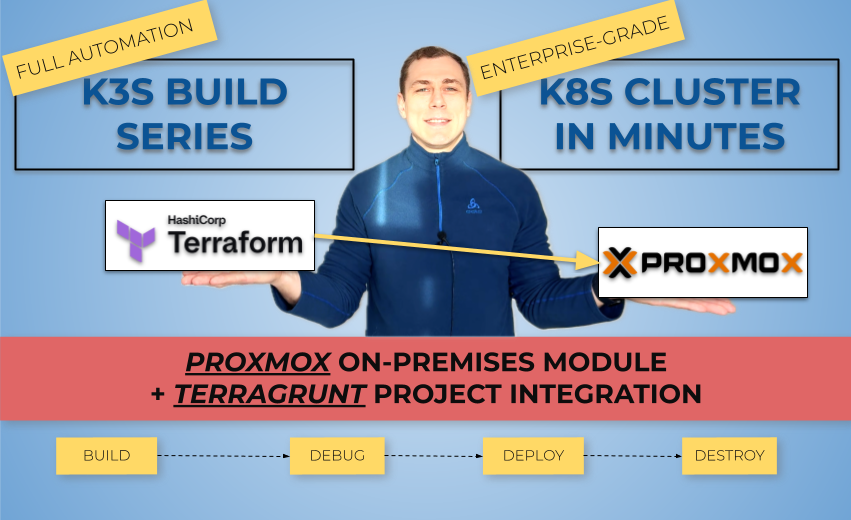 FULL AUTOMATION
K3S BUILD
SERIES
ENTERPRISE-GRADE
K8S CLUSTER
IN MINUTES
HashiCorp
Terraform
PROXMOX
PROXMOX ON-PREMISES MODULE
+ TERRAGRUNT PROJECT INTEGRATION
BUILD
DEBUG
DEPLOY
DESTROY